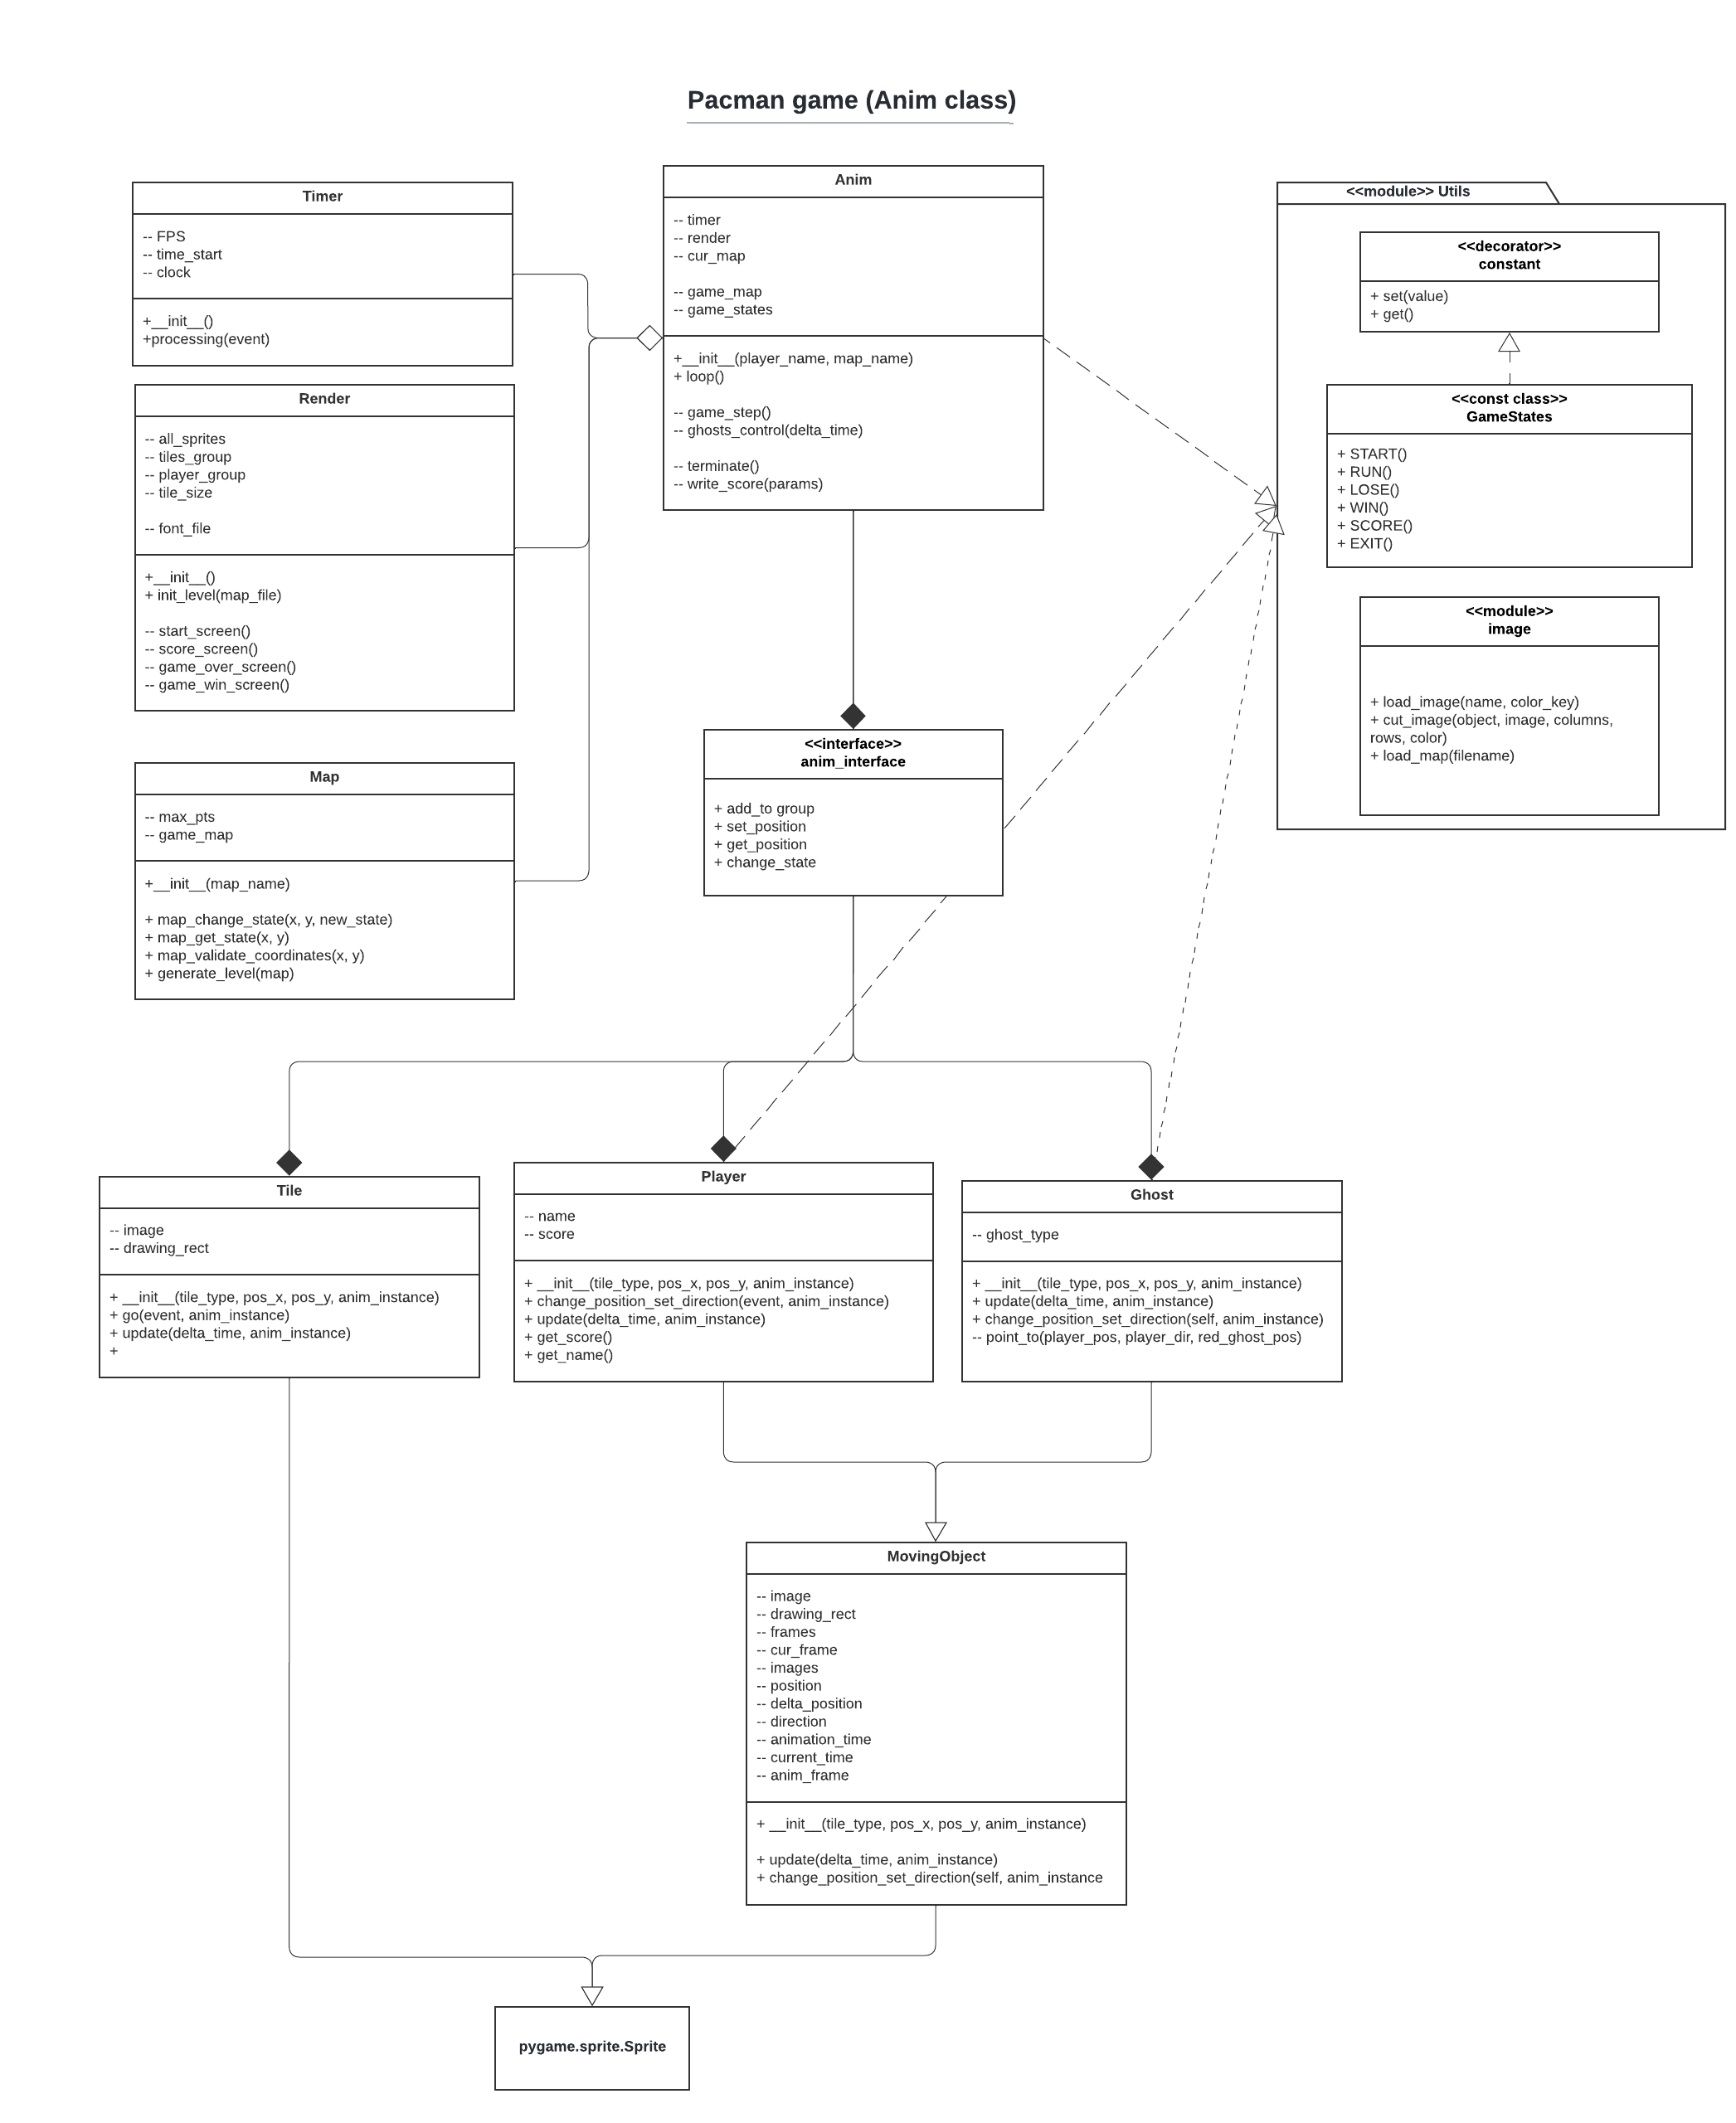 Pacman game (Anim class)
Timer
-- FPS
-- time_start
-- clock
+__init__()
+processing(event)
Render
-- all_sprites
-- tiles_group
-- player_group
-- tile_size
-- font_file
+__init__()
+ init_level(map_file)
-- start_screen()
-- score_screen()
-- game_over_screen()
-- game_win_screen()
Map
-- max_pts
-- game_map
+__init__(map_name)
+ map_change_state(x, y, new_state)
+ map_get_state(x, y)
+ map_validate_coordinates(x, y)
+ generate_level(map)
Anim
-- timer
-- render
-- cur_map
-- game_map
-- game_states
+__init__(player_name, map_name)
+ loop()
-- game_step()
-- ghosts_control(delta_time)
-- terminate()
-- write_score(params)
<<interface>>
anim_interface
+ add_to group
+ set_position
+ get_position
+ change_state
<<module>> Utils
<<decorator>>
constant
+ set(value)
+ get()
<<const class>>
GameStates
+ START()
+ RUN()
+ LOSE()
+ WIN()
+ SCORE()
+ EXIT()
<<module>>
image
+ load_image(name, color_key)
+ cut_image(object, image, columns,
rows, color)
+ load_map(filename)
Tile
-- image
-- drawing_rect
+ __init__(tile_type, pos_x, pos_y, anim_instance)
+ go(event, anim_instance)
+ update(delta_time, anim_instance)
+
Player
-- name
-- score
+ __init__(tile_type, pos_x, pos_y, anim_instance)
+ change_position_set_direction(event, anim_instance)
+ update(delta_time, anim_instance)
+ get_score()
+ get_name()
Ghost
-- ghost_type
+ __init__(tile_type, pos_x, pos_y, anim_instance)
+ update(delta_time, anim_instance)
+ change_position_set_direction(self, anim_instance)
-- point_to(player_pos, player_dir, red_ghost_pos)
MovingObject
-- image
-- drawing_rect
-- frames
-- cur_frame
-- images
-- position
-- delta_position
-- direction
-- animation_time
-- current_time
-- anim_frame
+ __init__(tile_type, pos_x, pos_y, anim_instance)
+ update(delta_time, anim_instance)
+ change_position_set_direction(self, anim_instance
pygame.sprite.Sprite